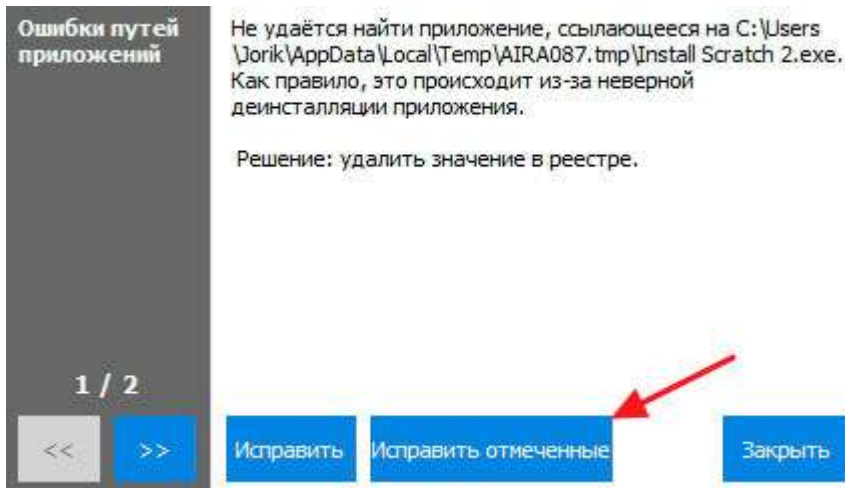 Ошибки путей
приложений
Не удаётся найти приложение, ссылающееся на C:\Users
\Jorik\AppData\Local\Temp\AIRA087.tmp\Install Scratch 2.exe.
Как правило, это происходит из-за неверной
деинсталляции приложения.
Решение: удалить значение в реестре.
1 / 2
<< >> Исправить Исправить отмеченные Закрыть